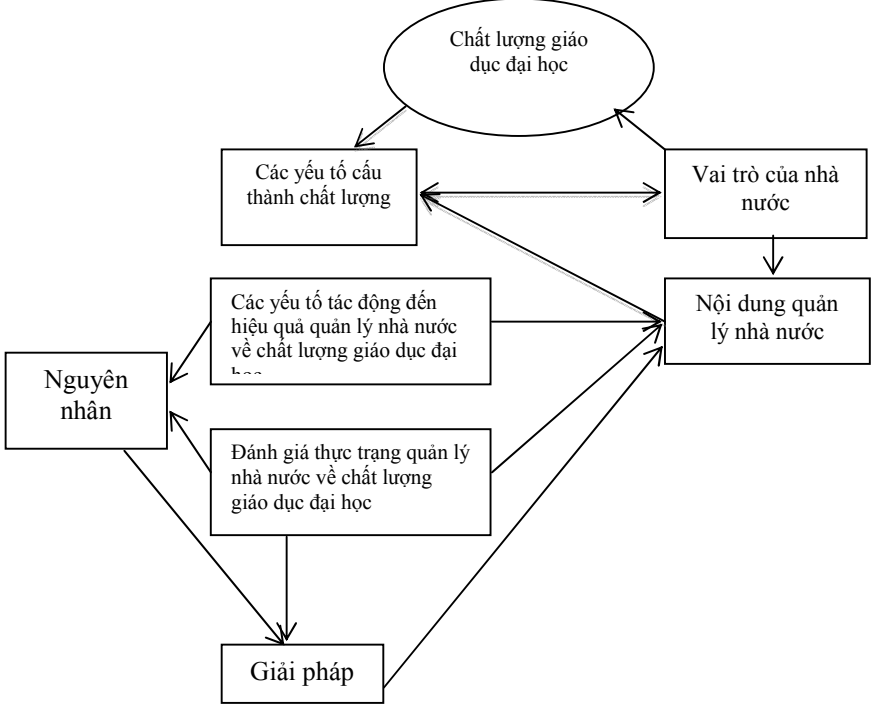 Chất lượng giáo
dục đại học
Các yếu tố cấu
thành chất lượng
Vai trò của nhà
nước
Các yếu tố tác động đến
hiệu quả quản lý nhà nước
về chất lượng giáo dục đại
Nội dung quản
lý nhà nước
Nguyên
nhân
Đánh giá thực trạng quản lý
nhà nước về chất lượng
giáo dục đại học
Giải pháp